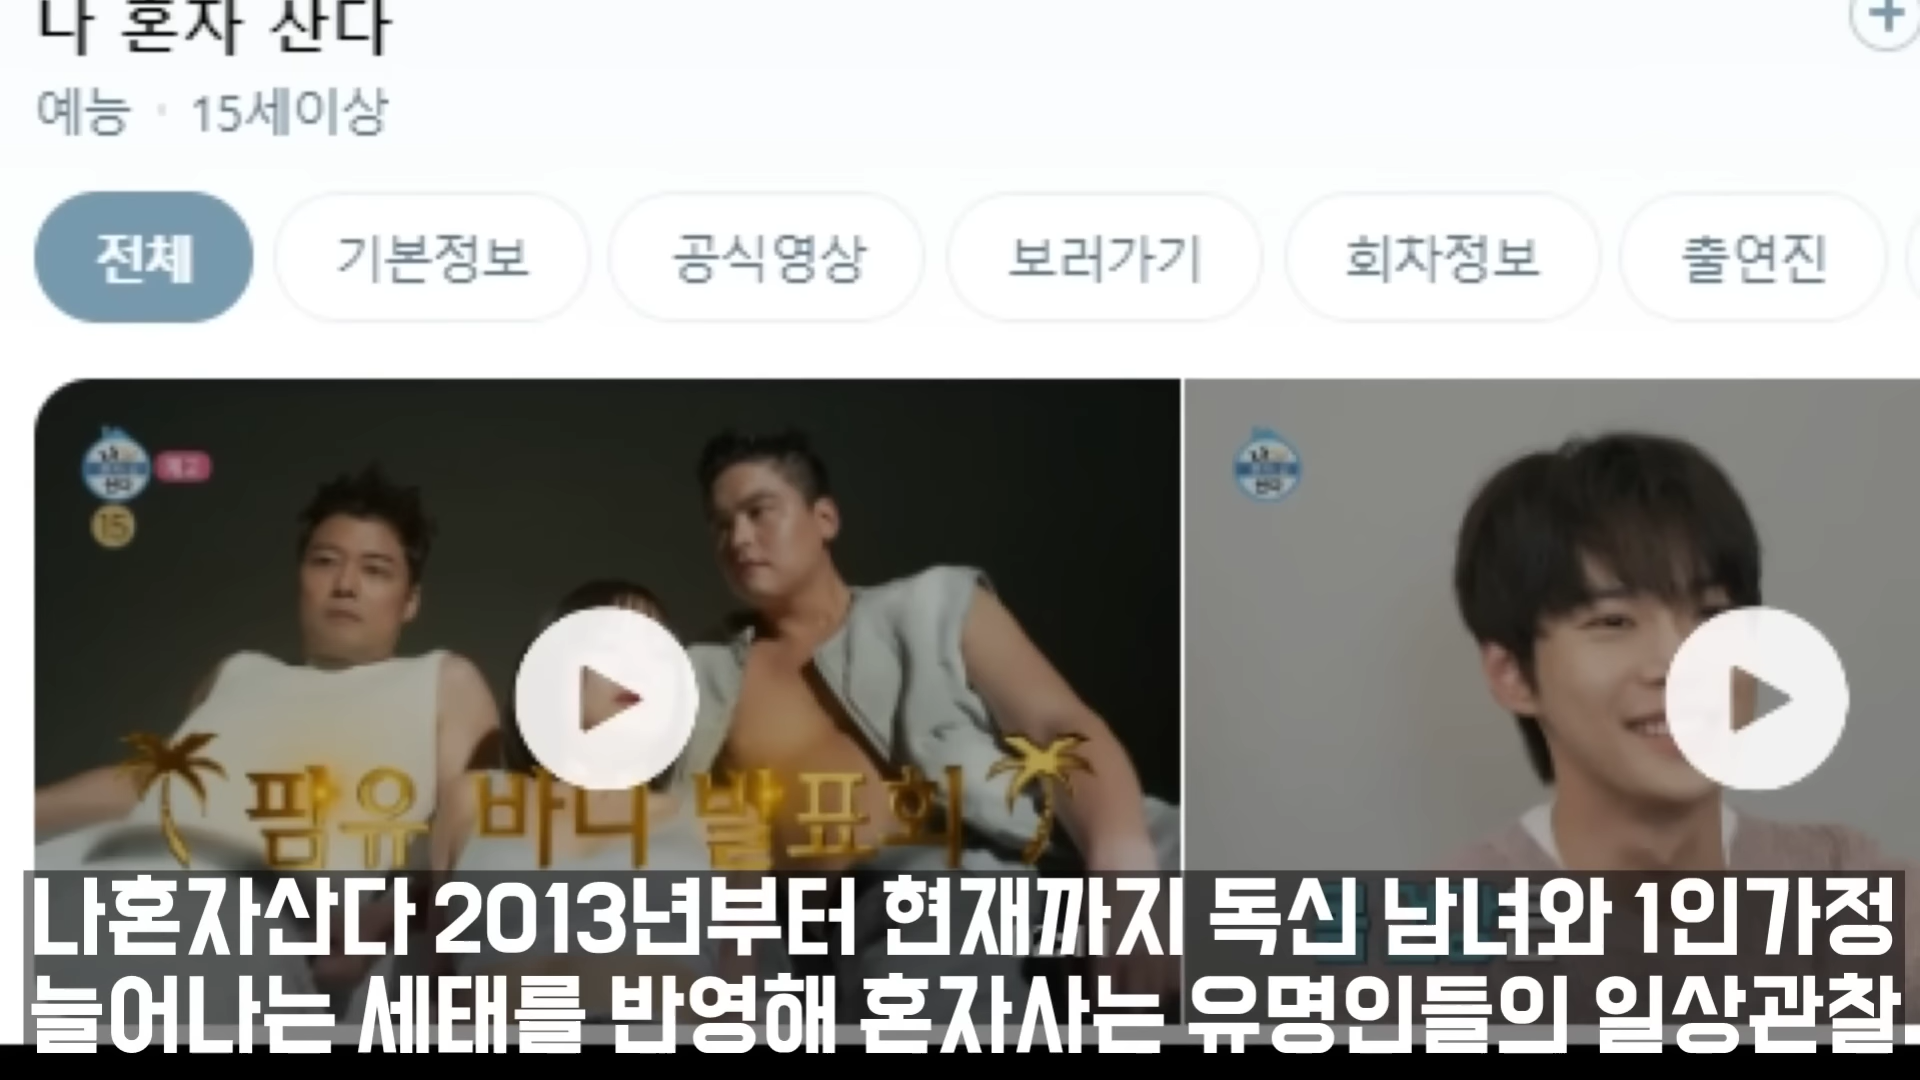 나 혼자 산다
예능 · 15세이상
전체
기본정보
공식영상
보러가기
회차정보
출연진
예고
15
팜유 바디 발표회
나혼자산다 2013년부터 현재까지 독신 남녀와 1인가정
늘어나는 세태를 반영해 혼자사는 유명인들의 일상관찰